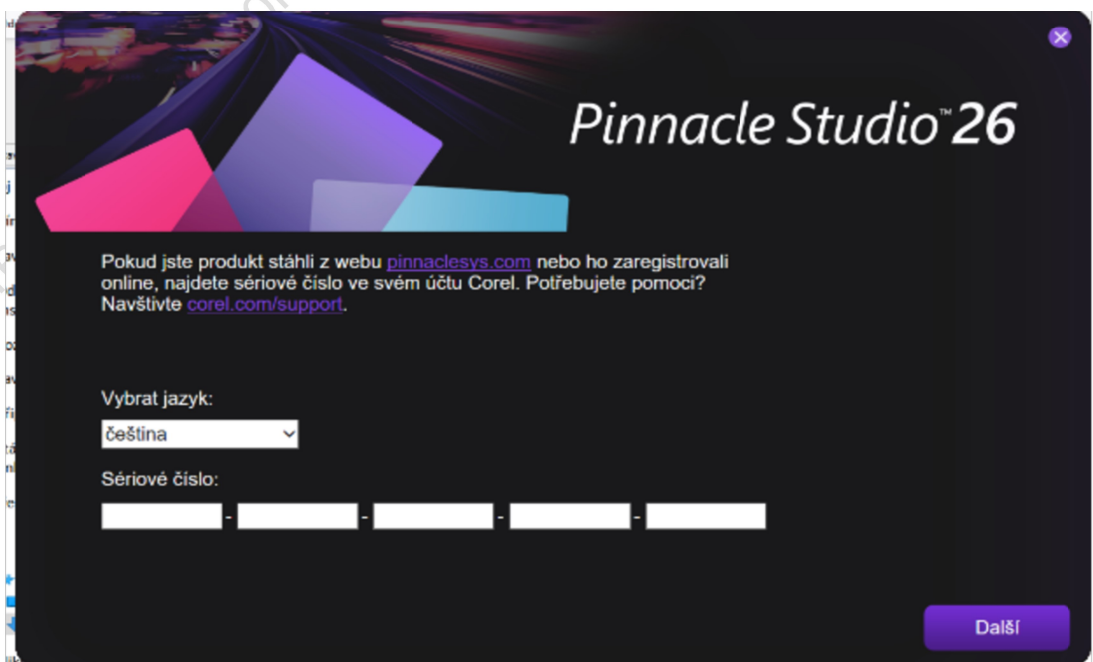 Pinnacle Studio™ 26
Pokud jste produkt stáhli z webu pinnaclesys.com nebo ho zaregistrovali
online, najdete sériové číslo ve svém účtu Corel. Potřebujete pomoci?
Navštivte corel.com/support.
Vybrat jazyk:
čeština
Sériové číslo:
- - - -
Další